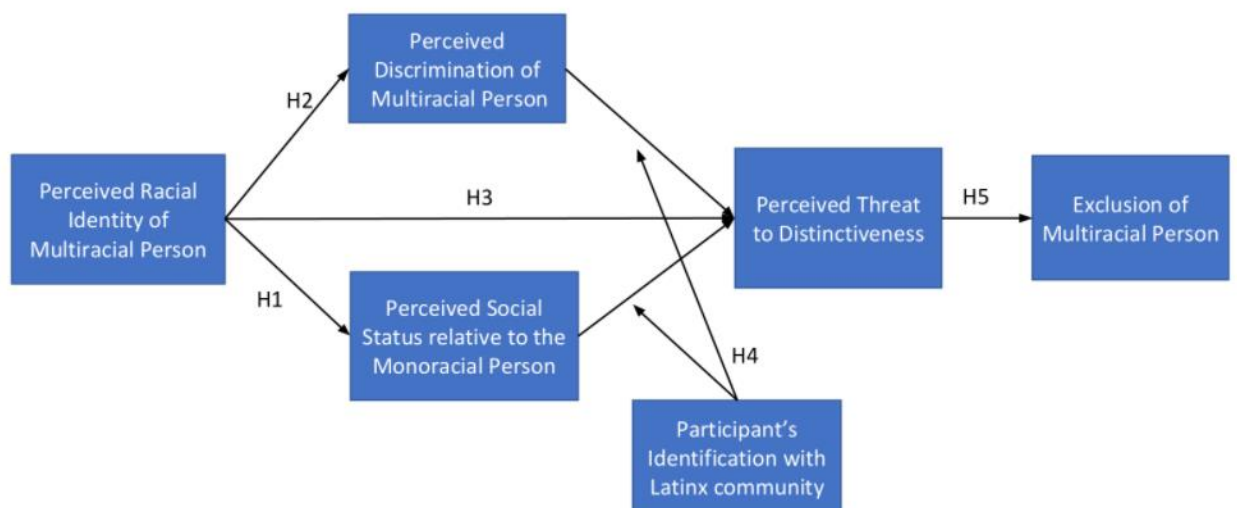 Perceived
Discrimination of
Multiracial Person
H2
Perceived Racial
Identity of
Multiracial Person
H3
Perceived Threat
to Distinctiveness
H5
Exclusion of
Multiracial Person
H1
Perceived Social
Status relative to the
Monoracial Person
H4
Participant's
Identification with
Latinx community